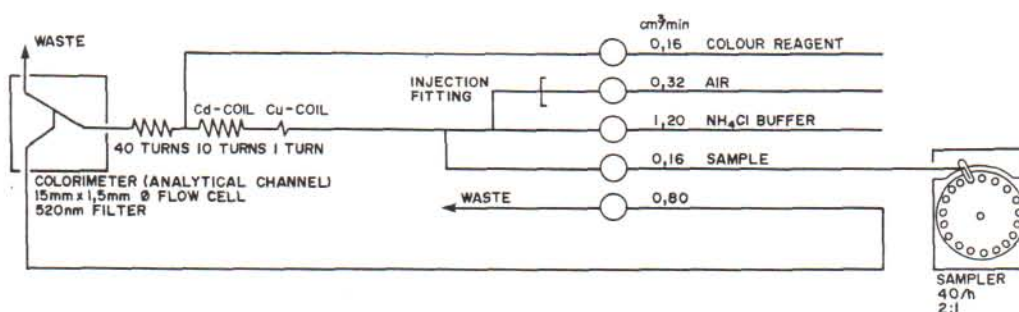 cm³/min
WASTE
0,16 COLOUR REAGENT
INJECTION
FITTING
0,32 AIR
Cd-COIL Cu-COIL
1,20 NH₄Cl BUFFER
40 TURNS 10 TURNS 1 TURN
0,16 SAMPLE
COLORIMETER (ANALYTICAL CHANNEL)
15mm x 1,5mm Ø FLOW CELL
520nm FILTER
WASTE
0,80
SAMPLER
40/h
2:1